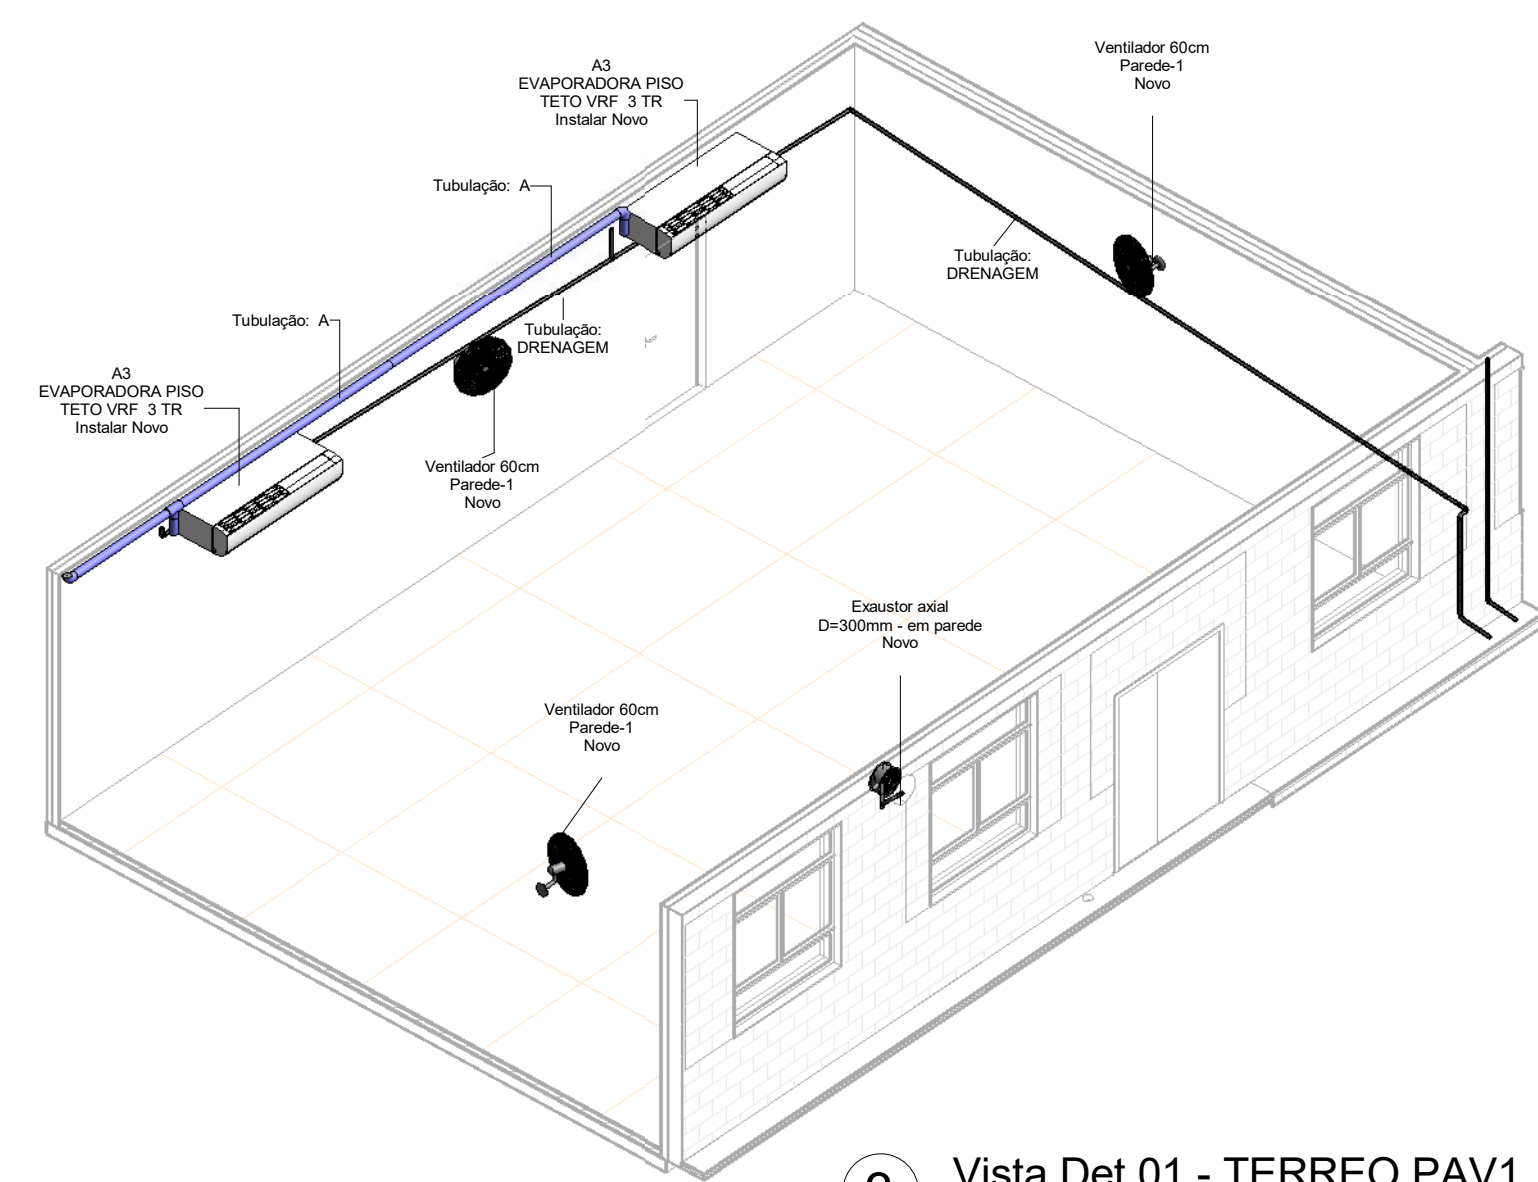 Ventilador 60cm
Parede-1
Novo
A3
EVAPORADORA PISO
TETO VRF 3 TR
Instalar Novo
Tubulação: A
Tubulação:
DRENAGEM
Tubulação: A
Tubulação:
DRENAGEM
A3
EVAPORADORA PISO
TETO VRF 3 TR
Instalar Novo
Ventilador 60cm
Parede-1
Novo
Exaustor axial
D=300mm - em parede
Novo
Ventilador 60cm
Parede-1
Novo
Vista Det 01 - TERREO PAV1